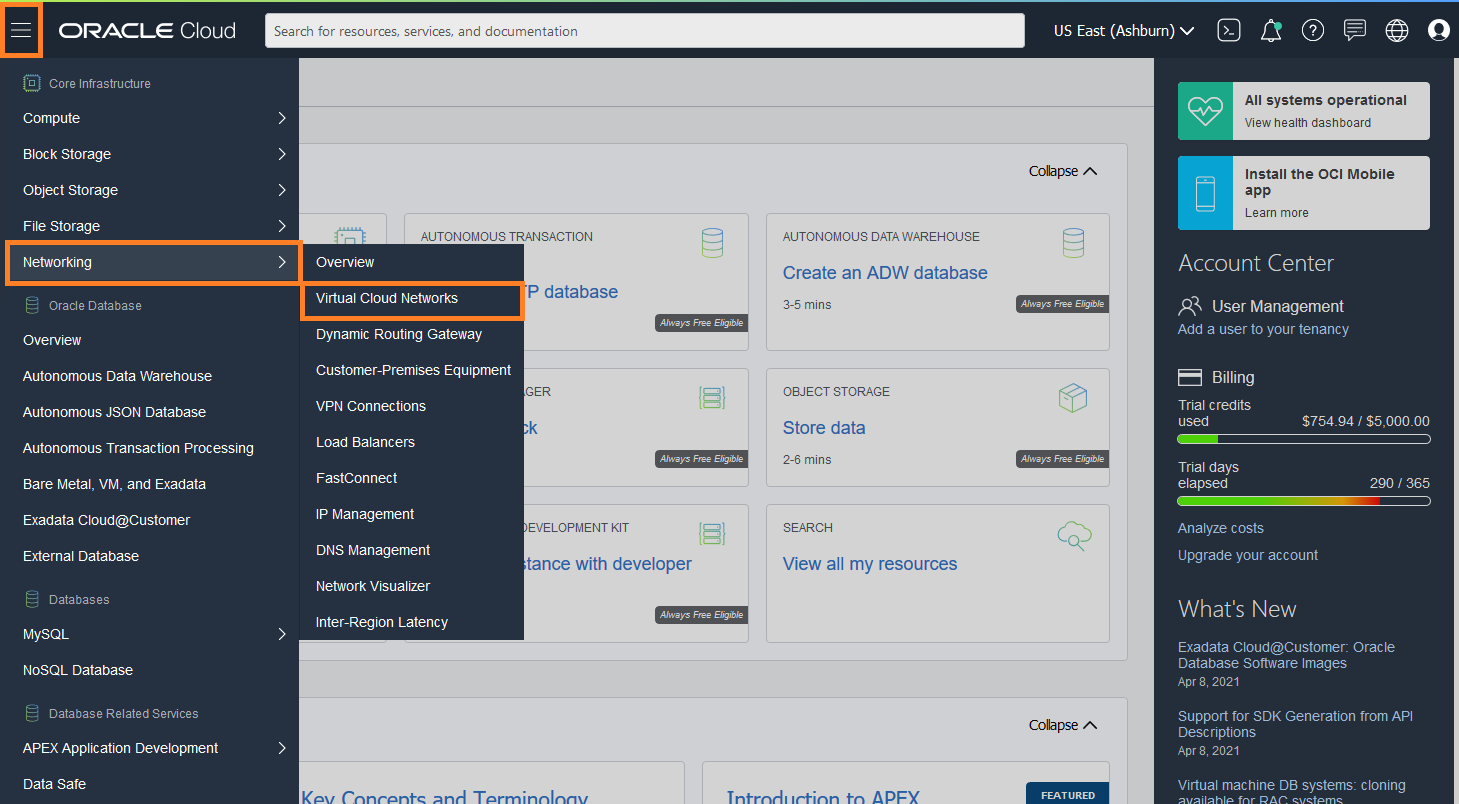 ORACLE Cloud
Search for resources, services, and documentation
US East (Ashburn)
Core Infrastructure
Compute
Block Storage
Object Storage
File Storage
Networking
Oracle Database
Overview
Autonomous Data Warehouse
Autonomous JSON Database
Autonomous Transaction Processing
Bare Metal, VM, and Exadata
Exadata Cloud@Customer
External Database
Databases
MySQL
NoSQL Database
Database Related Services
APEX Application Development
Data Safe
Overview
Virtual Cloud Networks
Dynamic Routing Gateway
Customer-Premises Equipment
VPN Connections
Load Balancers
FastConnect
IP Management
DNS Management
Network Visualizer
Inter-Region Latency
Collapse
AUTONOMOUS TRANSACTION
P database
Always Free Eligible
AUTONOMOUS DATA WAREHOUSE
Create an ADW database
3-5 mins
Always Free Eligible
AGER
ck
Always Free Eligible
OBJECT STORAGE
Store data
2-6 mins
Always Free Eligible
DEVELOPMENT KIT
stance with developer
Always Free Eligible
SEARCH
View all my resources
Collapse
Key Concepts and Terminology
Introduction to APEX
FEATURED
All systems operational
View health dashboard
Install the OCI Mobile
app
Learn more
Account Center
User Management
Add a user to your tenancy
Billing
Trial credits
used $754.94 / $5,000.00
Trial days
elapsed 290 / 365
Analyze costs
Upgrade your account
What's New
Exadata Cloud@Customer: Oracle
Database Software Images
Apr 8, 2021
Support for SDK Generation from API
Descriptions
Apr 8, 2021
Virtual machine DB systems: cloning
available for RAC systems